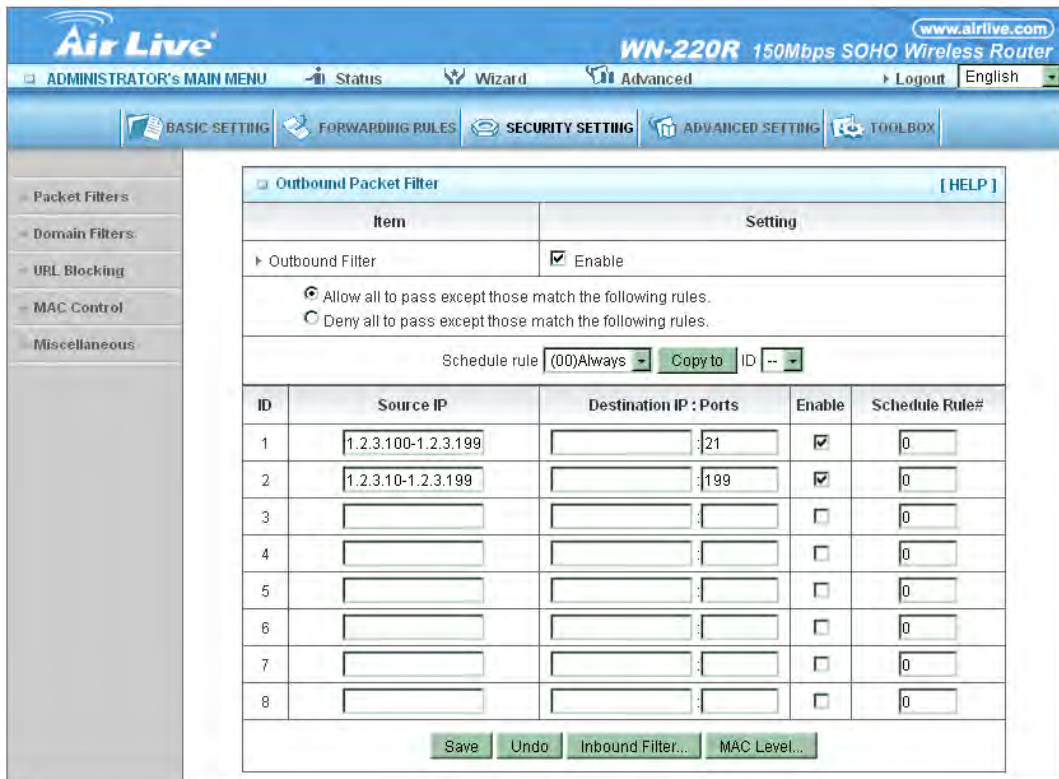 Air Live
www.airlive.com
WN-220R 150Mbps SOHO Wireless Router
ADMINISTRATOR's MAIN MENU Status Wizard Advanced Logout English
BASIC SETTING FORWARDING RULES SECURITY SETTING ADVANCED SETTING TOOLBOX
Packet Filters
Domain Filters
URL Blocking
MAC Control
Miscellaneous
Outbound Packet Filter [HELP]
Item Setting
Outbound Filter Enable
Allow all to pass except those match the following rules.
Deny all to pass except those match the following rules.
Schedule rule (00)Always Copy to ID --
ID Source IP Destination IP : Ports Enable Schedule Rule#
1 1.2.3.100-1.2.3.199 : 21 0
2 1.2.3.10-1.2.3.199 : 199 0
3 : 0
4 : 0
5 : 0
6 : 0
7 : 0
8 : 0
Save Undo Inbound Filter... MAC Level...